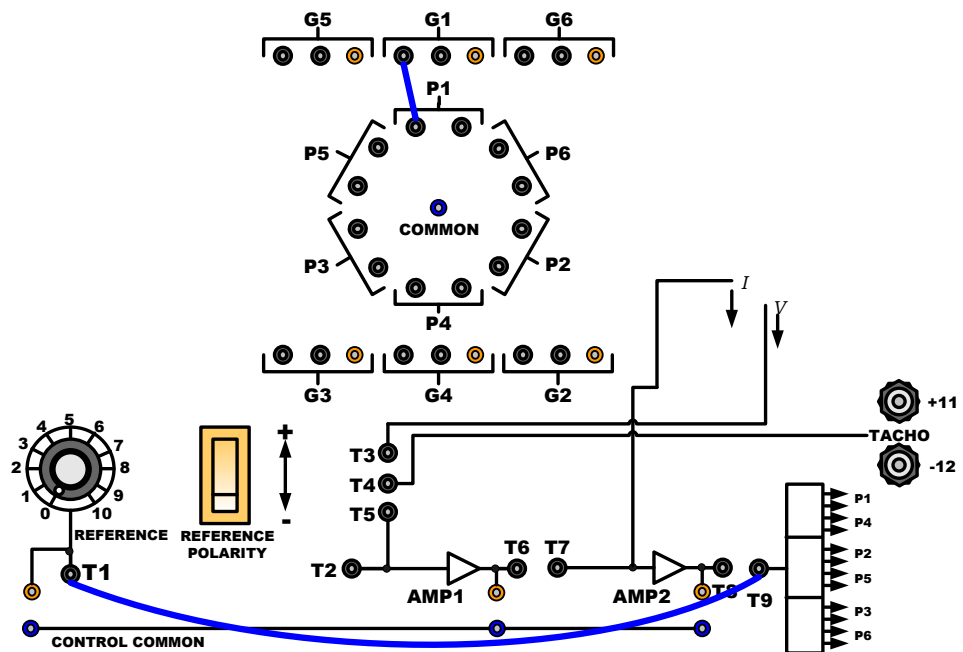 G5 G1 G6
P1
P5 P6
COMMON
P3 P2
P4
I
V
G3 G4 G2
+11
TACHO
-12
0 1 2 3 4 5 6 7 8 9 10
REFERENCE
+
-
REFERENCE
POLARITY
T3
T4
T5
T1
T2 T6 T7 T8 T9
AMP1 AMP2
CONTROL COMMON
P1
P4
P2
P5
P3
P6